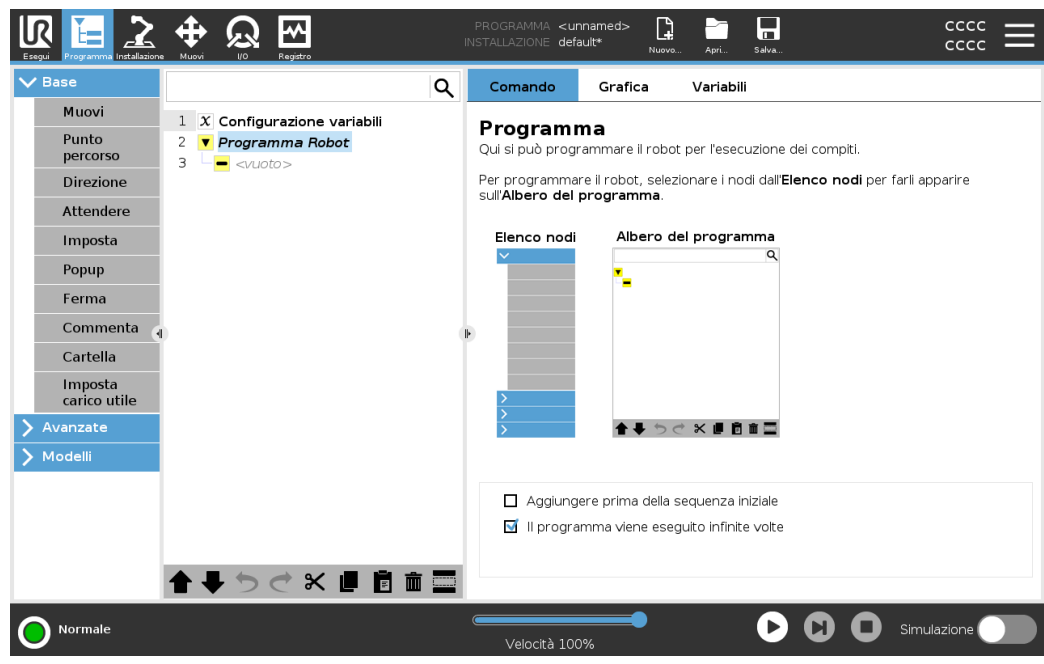 PROGRAMMA <unnamed>
INSTALLAZIONE default*
Esegui
Programma
Installazione
Muovi
I/O
Registro
Nuovo...
Apri...
Salva...
CCCC
CCCC
Base
Muovi
Punto
percorso
Direzione
Attendere
Imposta
Popup
Ferma
Commenta
Cartella
Imposta
carico utile
Avanzate
Modelli
1 X Configurazione variabili
2 Programma Robot
3 <vuoto>
Comando Grafica Variabili
Programma
Qui si può programmare il robot per l'esecuzione dei compiti.
Per programmare il robot, selezionare i nodi dall'Elenco nodi per farli apparire
sull'Albero del programma.
Elenco nodi
Albero del programma
Aggiungere prima della sequenza iniziale
Il programma viene eseguito infinite volte
Normale
Velocità 100%
Simulazione